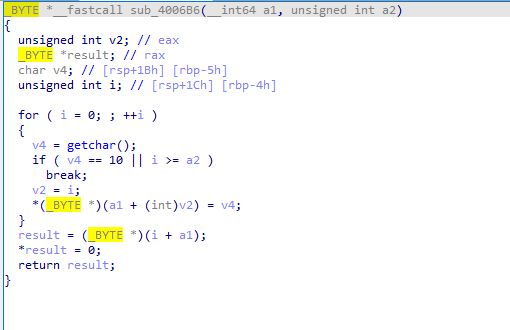 _BYTE *__fastcall sub_4006B6(__int64 a1, unsigned int a2)
{
  unsigned int v2; // eax
  _BYTE *result; // rax
  char v4; // [rsp+1Bh] [rbp-5h]
  unsigned int i; // [rsp+1Ch] [rbp-4h]

  for ( i = 0; ; ++i )
  {
    v4 = getchar();
    if ( v4 == 10 || i >= a2 )
      break;
    v2 = i;
    *(_BYTE *)(a1 + (int)v2) = v4;
  }
  result = (_BYTE *)(i + a1);
  *result = 0;
  return result;
}